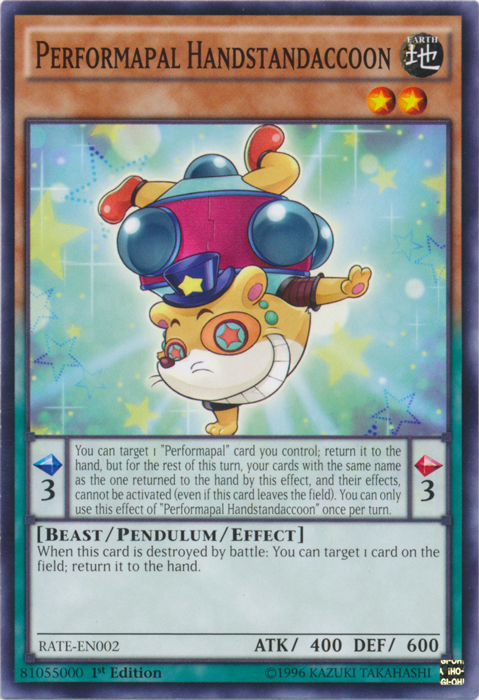 PERFORMAPAL HANDSTANDACCOON
EARTH
地
You can target 1 "Performapal" card you control; return it to the
hand, but for the rest of this turn, your cards with the same name
as the one returned to the hand by this effect, and their effects,
cannot be activated (even if this card leaves the field). You can only
use this effect of "Performapal Handstandaccoon" once per turn.
3
3
[BEAST/PENDULUM/EFFECT]
When this card is destroyed by battle: You can target 1 card on the
field; return it to the hand.
RATE-EN002
ATK/ 400 DEF/ 600
81055000 1st Edition
©1996 KAZUKI TAKAHASHI